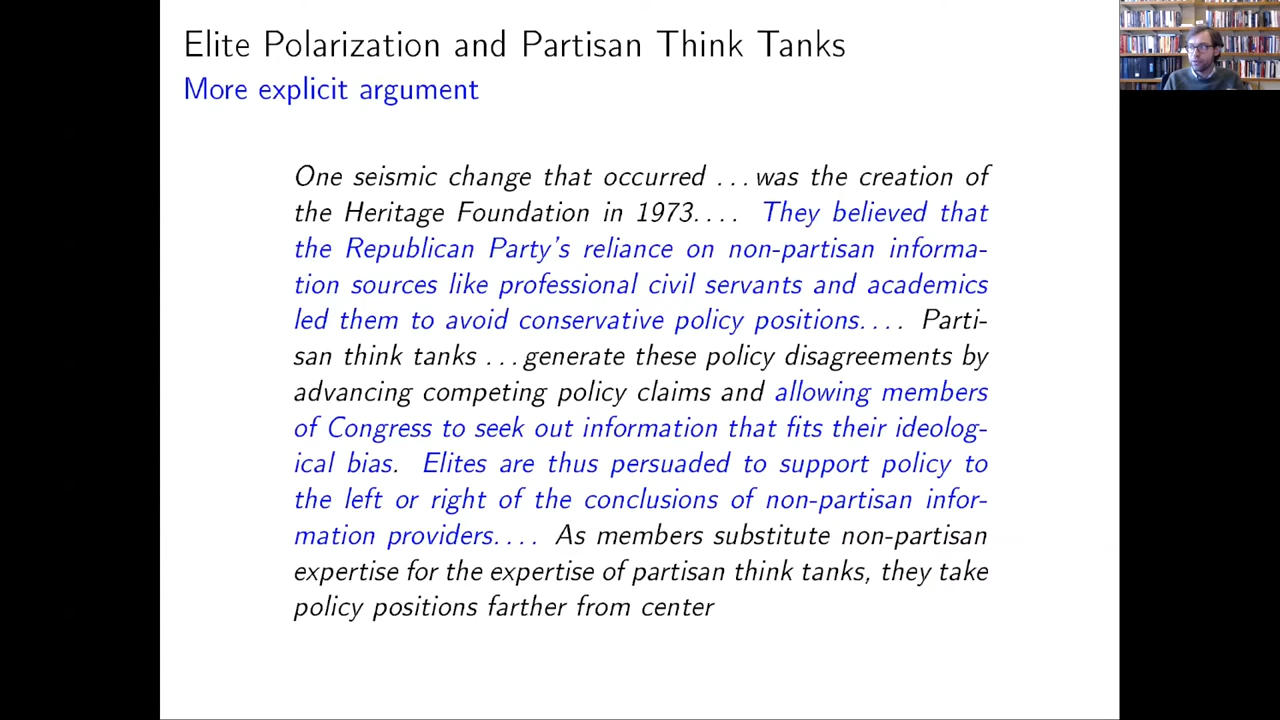 Elite Polarization and Partisan Think Tanks
More explicit argument
One seismic change that occurred ... was the creation of
the Heritage Foundation in 1973.... They believed that
the Republican Party's reliance on non-partisan informa-
tion sources like professional civil servants and academics
led them to avoid conservative policy positions.... Parti-
san think tanks ... generate these policy disagreements by
advancing competing policy claims and allowing members
of Congress to seek out information that fits their ideolog-
ical bias. Elites are thus persuaded to support policy to
the left or right of the conclusions of non-partisan infor-
mation providers.... As members substitute non-partisan
expertise for the expertise of partisan think tanks, they take
policy positions farther from center